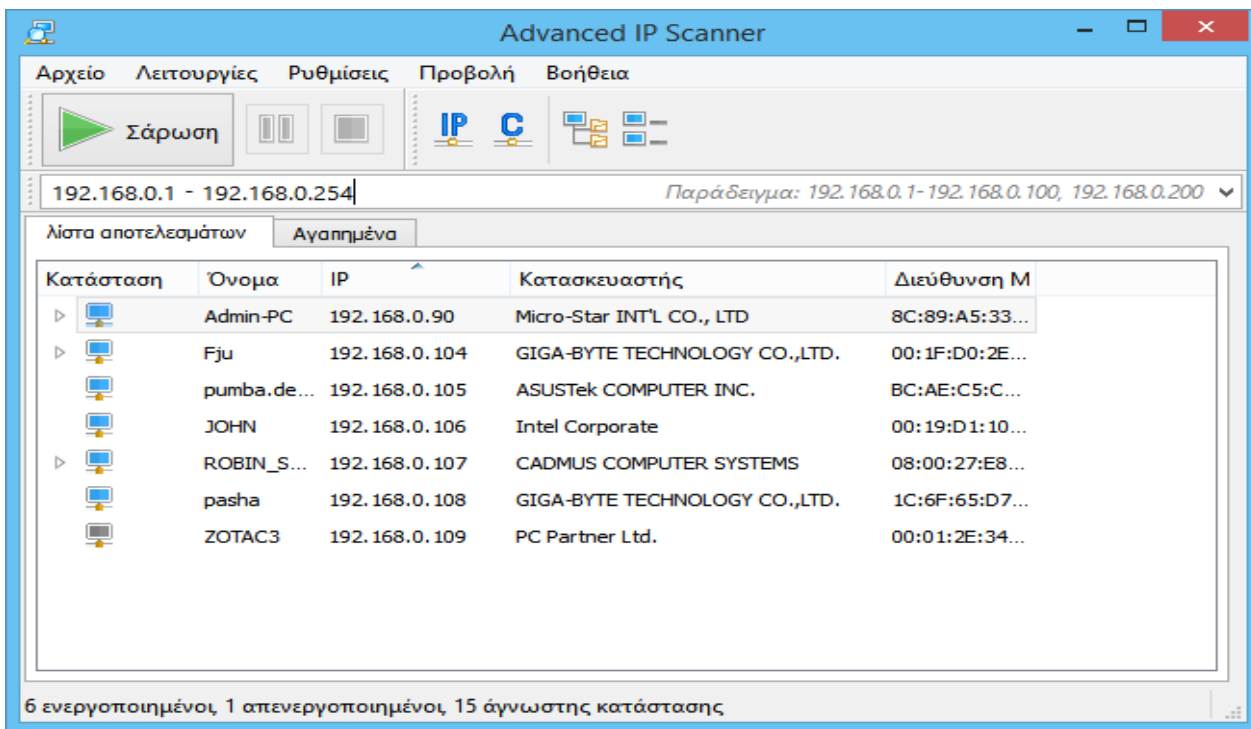 Advanced IP Scanner
Αρχείο Λειτουργίες Ρυθμίσεις Προβολή Βοήθεια
Σάρωση IP C
192.168.0.1 - 192.168.0.254 Παράδειγμα: 192.168.0.1-192.168.0.100, 192.168.0.200
λίστα αποτελεσμάτων Αγαπημένα
Κατάσταση Όνομα IP Κατασκευαστής Διεύθυνση M
Admin-PC 192.168.0.90 Micro-Star INT'L CO., LTD 8C:89:A5:33...
Fju 192.168.0.104 GIGA-BYTE TECHNOLOGY CO.,LTD. 00:1F:D0:2E...
pumba.de... 192.168.0.105 ASUSTek COMPUTER INC. BC:AE:C5:C...
JOHN 192.168.0.106 Intel Corporate 00:19:D1:10...
ROBIN_S... 192.168.0.107 CADMUS COMPUTER SYSTEMS 08:00:27:E8...
pasha 192.168.0.108 GIGA-BYTE TECHNOLOGY CO.,LTD. 1C:6F:65:D7...
ZOTAC3 192.168.0.109 PC Partner Ltd. 00:01:2E:34...
6 ενεργοποιημένοι, 1 απενεργοποιημένοι, 15 άγνωστης κατάστασης